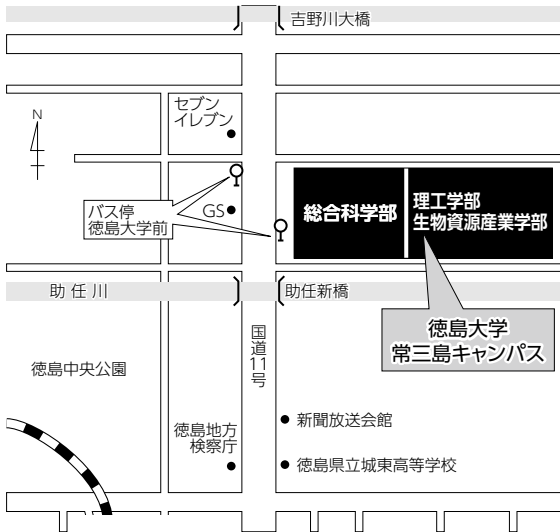 吉野川大橋
セブン
イレブン
N
バス停
徳島大学前
GS
総合科学部
理工学部
生物資源産業学部
助任川
助任新橋
徳島大学
常三島キャンパス
国道11号
徳島中央公園
新聞放送会館
徳島地方
検察庁
徳島県立城東高等学校